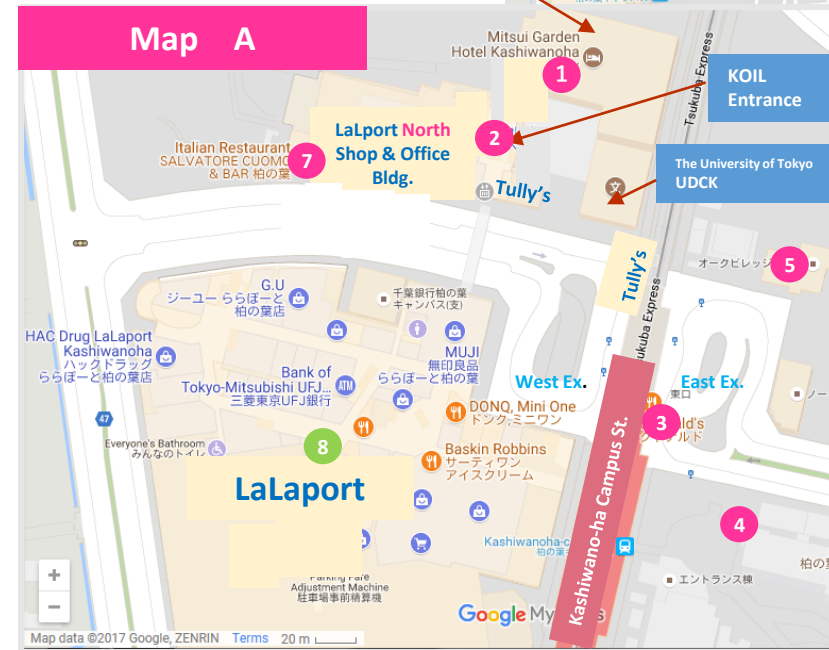 Map A
Mitsui Garden
Hotel Kashiwanoha
1
Tsukuba Express
KOIL
Entrance
LaLport North
Shop & Office
Bldg.
2
Italian Restaurant
SALVATORE CUOMO
& BAR 柏の葉
7
The University of Tokyo
UDCK
文
Tully's
Tully's
オークビレッジ
5
G.U
ジーユー ららぽーと
柏の葉店
千葉銀行柏の葉
キャンパス(支)
HAC Drug LaLaport
Kashiwanoha
ハックドラッグ
ららぽーと柏の葉店
MUJI
無印良品
ららぽーと柏の葉
Bank of
Tokyo-Mitsubishi UFJ...
三菱東京UFJ銀行
ATM
West Ex.
East Ex.
東口
3
47
DONQ, Mini One
ドンク,ミニワン
Everyone's Bathroom
みんなのトイレ
8
Baskin Robbins
サーティワン
アイスクリーム
LaLaport
Kashiwano-ha Campus St.
4
エントランス棟
Parking Fare
Adjustment Machine
駐車場事前精算機
+
−
Google My
Map data ©2017 Google, ZENRIN Terms 20 m